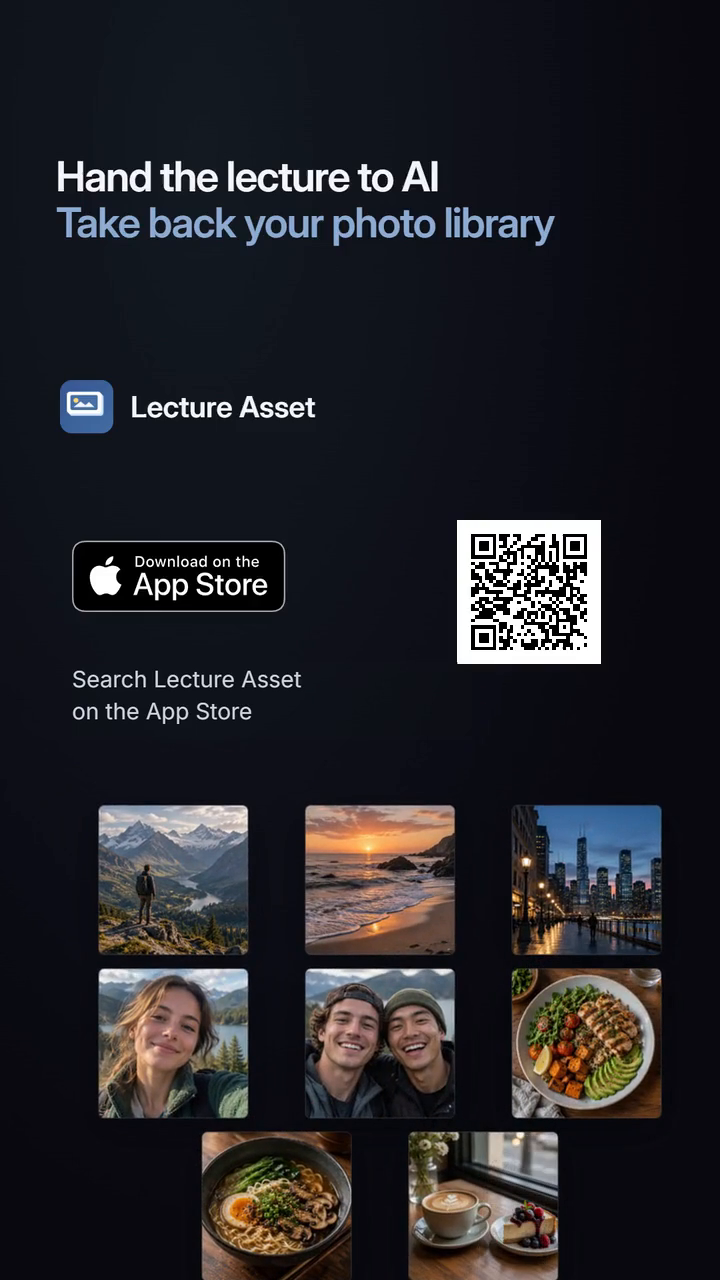 Hand the lecture to AI
Take back your photo library
Lecture Asset
Download on the
App Store
Search Lecture Asset
on the App Store